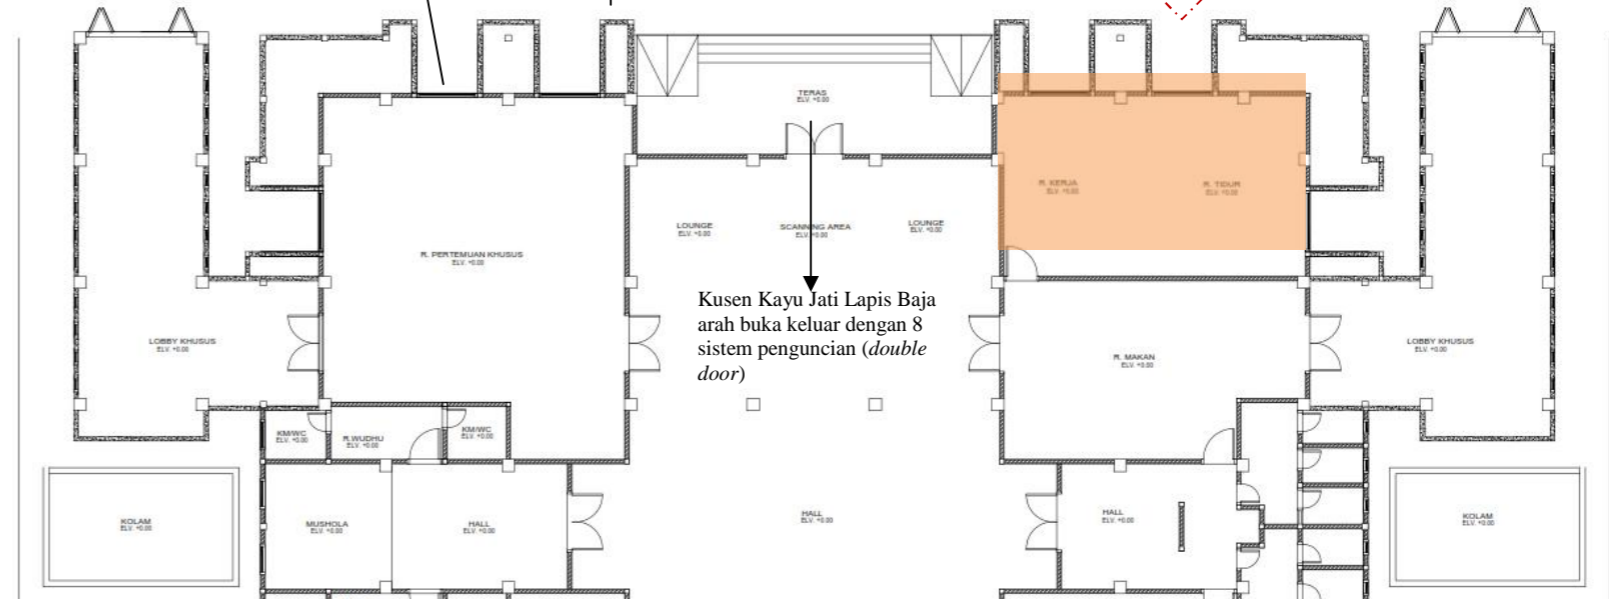 TERAS
ELV. +0.00
R. KERJA
ELV. +0.00
R. TIDUR
ELV. +0.00
LOUNGE
ELV. +0.00
SCANNING AREA
ELV. +0.00
LOUNGE
ELV. +0.00
R. PERTEMUAN KHUSUS
ELV. +0.00
Kusen Kayu Jati Lapis Baja
arah buka keluar dengan 8
sistem penguncian (double
door)
LOBBY KHUSUS
ELV. +0.00
R. MAKAN
ELV. +0.00
LOBBY KHUSUS
ELV. +0.00
KM/WC
ELV. +0.00
R.WUDHU
ELV. +0.00
KM/WC
ELV. +0.00
KOLAM
ELV. +0.00
MUSHOLA
ELV. +0.00
HALL
ELV. +0.00
HALL
ELV. +0.00
HALL
ELV. +0.00
KOLAM
ELV. +0.00